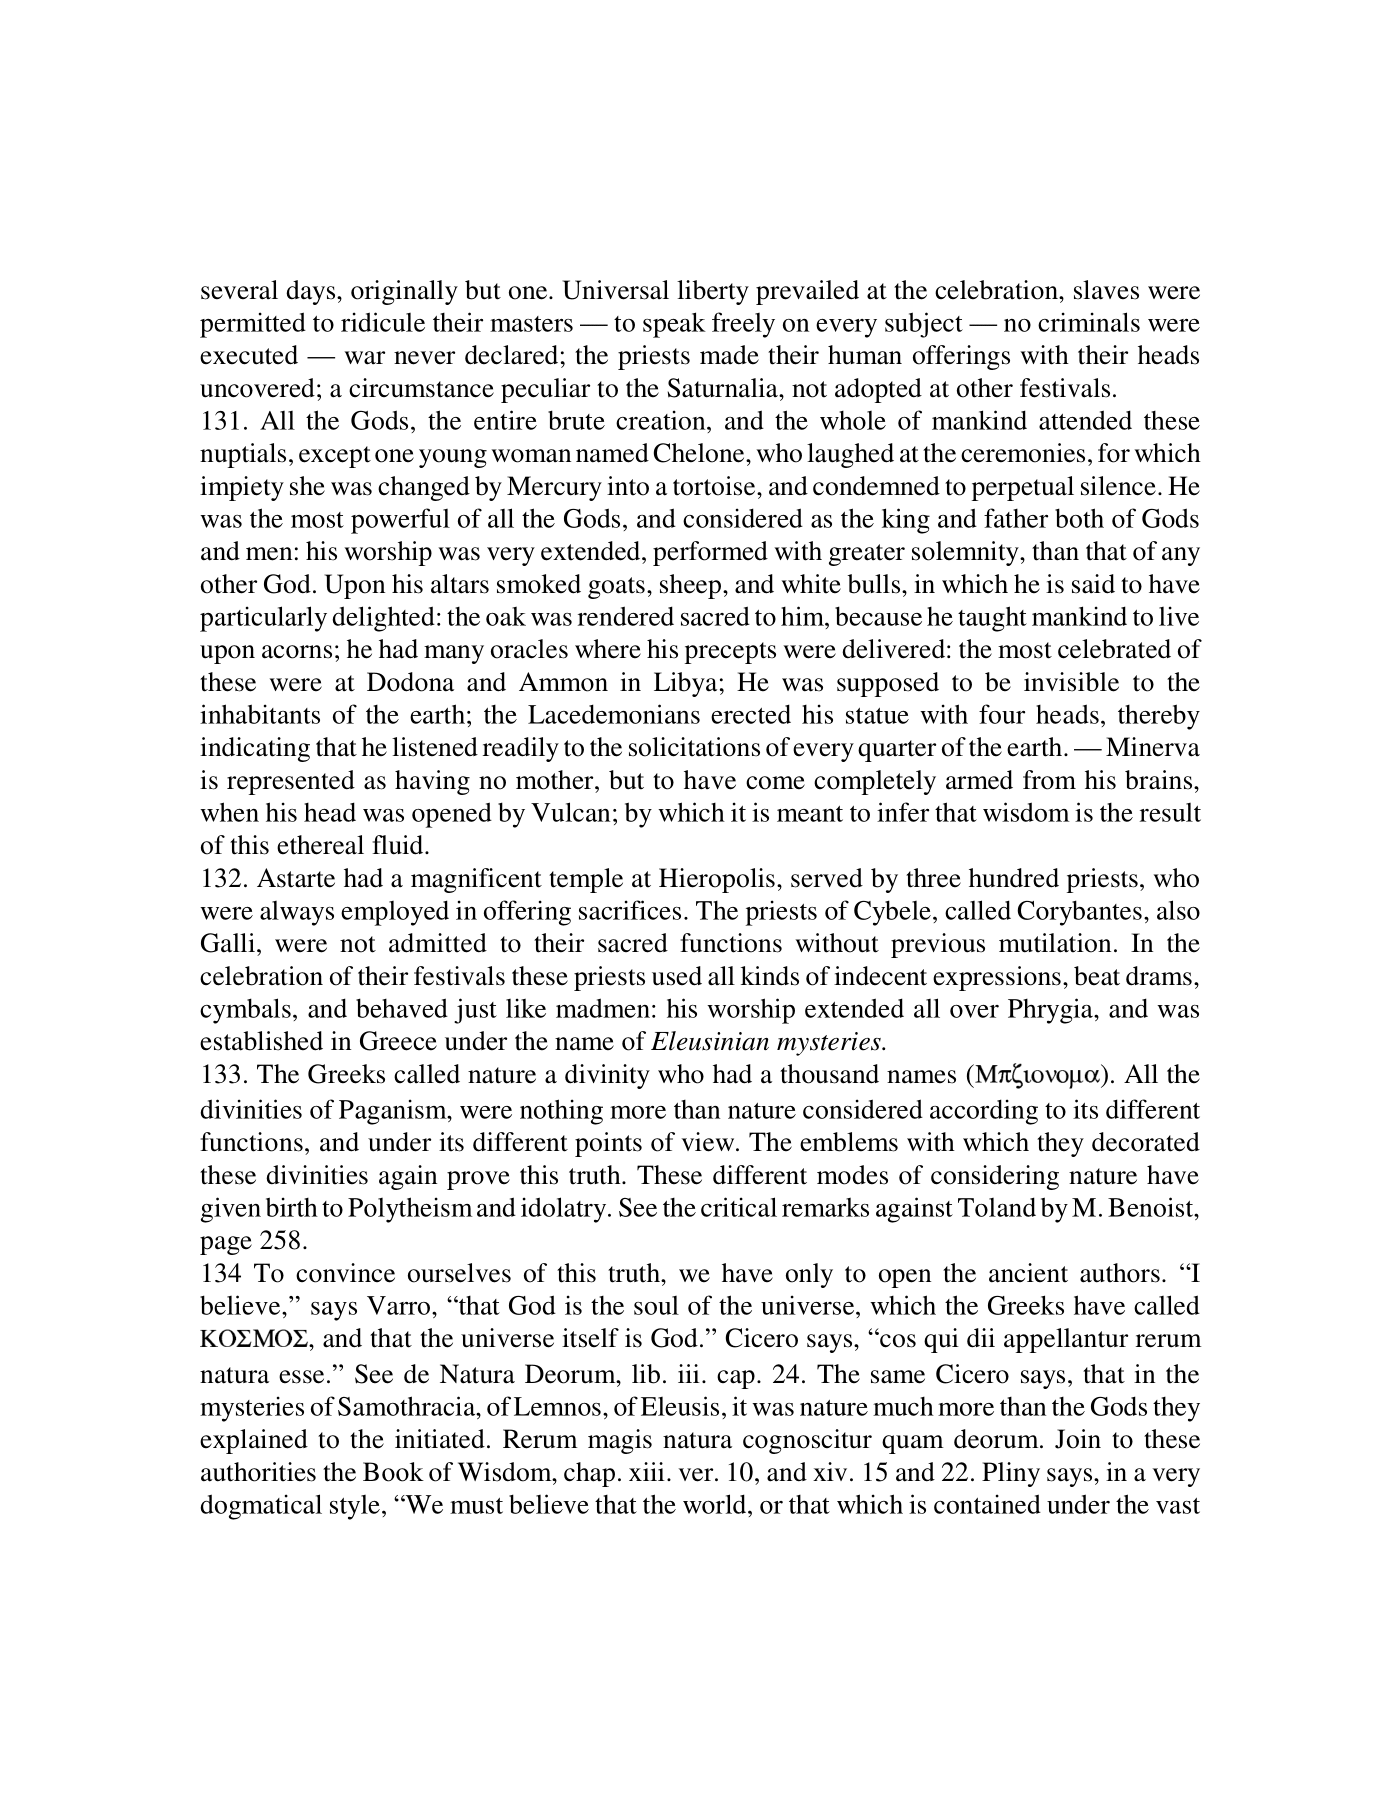 several days, originally but one. Universal liberty prevailed at the celebration, slaves were
permitted to ridicule their masters — to speak freely on every subject — no criminals were
executed — war never declared; the priests made their human offerings with their heads
uncovered; a circumstance peculiar to the Saturnalia, not adopted at other festivals.
131. All the Gods, the entire brute creation, and the whole of mankind attended these
nuptials, except one young woman named Chelone, who laughed at the ceremonies, for which
impiety she was changed by Mercury into a tortoise, and condemned to perpetual silence. He
was the most powerful of all the Gods, and considered as the king and father both of Gods
and men: his worship was very extended, performed with greater solemnity, than that of any
other God. Upon his altars smoked goats, sheep, and white bulls, in which he is said to have
particularly delighted: the oak was rendered sacred to him, because he taught mankind to live
upon acorns; he had many oracles where his precepts were delivered: the most celebrated of
these were at Dodona and Ammon in Libya; He was supposed to be invisible to the
inhabitants of the earth; the Lacedemonians erected his statue with four heads, thereby
indicating that he listened readily to the solicitations of every quarter of the earth. — Minerva
is represented as having no mother, but to have come completely armed from his brains,
when his head was opened by Vulcan; by which it is meant to infer that wisdom is the result
of this ethereal fluid.
132. Astarte had a magnificent temple at Hieropolis, served by three hundred priests, who
were always employed in offering sacrifices. The priests of Cybele, called Corybantes, also
Galli, were not admitted to their sacred functions without previous mutilation. In the
celebration of their festivals these priests used all kinds of indecent expressions, beat drams,
cymbals, and behaved just like madmen: his worship extended all over Phrygia, and was
established in Greece under the name of Eleusinian mysteries.
133. The Greeks called nature a divinity who had a thousand names (Μπζιονομα). All the
divinities of Paganism, were nothing more than nature considered according to its different
functions, and under its different points of view. The emblems with which they decorated
these divinities again prove this truth. These different modes of considering nature have
given birth to Polytheism and idolatry. See the critical remarks against Toland by M. Benoist,
page 258.
134 To convince ourselves of this truth, we have only to open the ancient authors. “I
believe,” says Varro, “that God is the soul of the universe, which the Greeks have called
ΚΟΣΜΟΣ, and that the universe itself is God.” Cicero says, “cos qui dii appellantur rerum
natura esse.” See de Natura Deorum, lib. iii. cap. 24. The same Cicero says, that in the
mysteries of Samothracia, of Lemnos, of Eleusis, it was nature much more than the Gods they
explained to the initiated. Rerum magis natura cognoscitur quam deorum. Join to these
authorities the Book of Wisdom, chap. xiii. ver. 10, and xiv. 15 and 22. Pliny says, in a very
dogmatical style, “We must believe that the world, or that which is contained under the vast